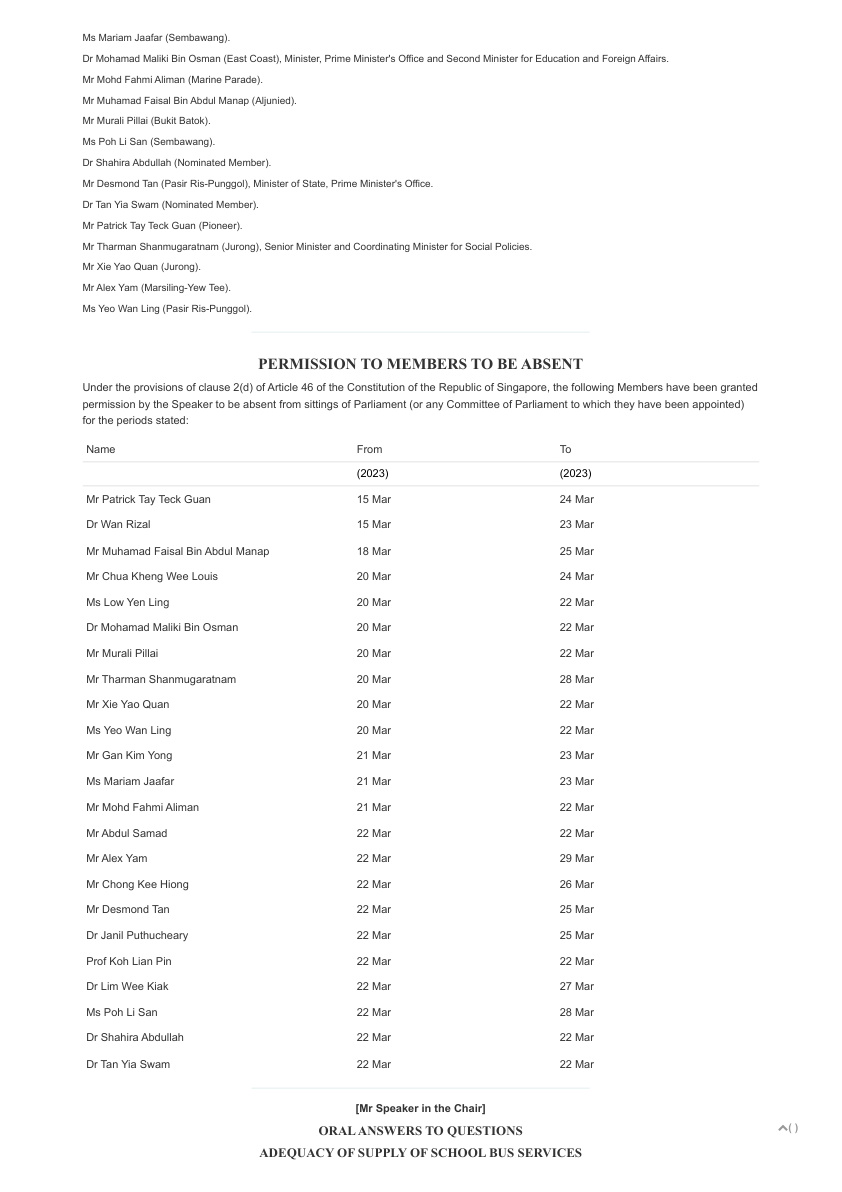 Ms Mariam Jaafar (Sembawang).
Dr Mohamad Maliki Bin Osman (East Coast), Minister, Prime Minister's Office and Second Minister for Education and Foreign Affairs.
Mr Mohd Fahmi Aliman (Marine Parade).
Mr Muhamad Faisal Bin Abdul Manap (Aljunied).
Mr Murali Pillai (Bukit Batok).
Ms Poh Li San (Sembawang).
Dr Shahira Abdullah (Nominated Member).
Mr Desmond Tan (Pasir Ris-Punggol), Minister of State, Prime Minister's Office.
Dr Tan Yia Swam (Nominated Member).
Mr Patrick Tay Teck Guan (Pioneer).
Mr Tharman Shanmugaratnam (Jurong), Senior Minister and Coordinating Minister for Social Policies.
Mr Xie Yao Quan (Jurong).
Mr Alex Yam (Marsiling-Yew Tee).
Ms Yeo Wan Ling (Pasir Ris-Punggol).
PERMISSION TO MEMBERS TO BE ABSENT
Under the provisions of clause 2(d) of Article 46 of the Constitution of the Republic of Singapore, the following Members have been granted
permission by the Speaker to be absent from sittings of Parliament (or any Committee of Parliament to which they have been appointed)
for the periods stated:
Name From To
(2023) (2023)
Mr Patrick Tay Teck Guan 15 Mar 24 Mar
Dr Wan Rizal 15 Mar 23 Mar
Mr Muhamad Faisal Bin Abdul Manap 18 Mar 25 Mar
Mr Chua Kheng Wee Louis 20 Mar 24 Mar
Ms Low Yen Ling 20 Mar 22 Mar
Dr Mohamad Maliki Bin Osman 20 Mar 22 Mar
Mr Murali Pillai 20 Mar 22 Mar
Mr Tharman Shanmugaratnam 20 Mar 28 Mar
Mr Xie Yao Quan 20 Mar 22 Mar
Ms Yeo Wan Ling 20 Mar 22 Mar
Mr Gan Kim Yong 21 Mar 23 Mar
Ms Mariam Jaafar 21 Mar 23 Mar
Mr Mohd Fahmi Aliman 21 Mar 22 Mar
Mr Abdul Samad 22 Mar 22 Mar
Mr Alex Yam 22 Mar 29 Mar
Mr Chong Kee Hiong 22 Mar 26 Mar
Mr Desmond Tan 22 Mar 25 Mar
Dr Janil Puthucheary 22 Mar 25 Mar
Prof Koh Lian Pin 22 Mar 22 Mar
Dr Lim Wee Kiak 22 Mar 27 Mar
Ms Poh Li San 22 Mar 28 Mar
Dr Shahira Abdullah 22 Mar 22 Mar
Dr Tan Yia Swam 22 Mar 22 Mar
[Mr Speaker in the Chair]
ORAL ANSWERS TO QUESTIONS
( )
ADEQUACY OF SUPPLY OF SCHOOL BUS SERVICES